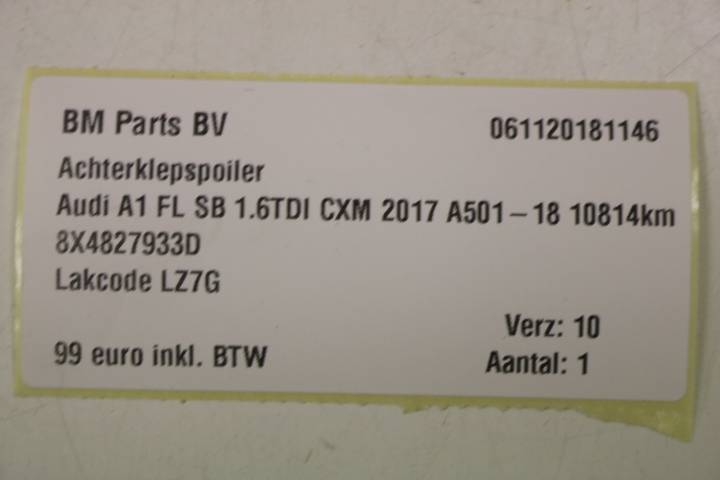 BM Parts BV 061120181146
Achterklepspoiler
Audi A1 FL SB 1.6TDI CXM 2017 A501-18 10814km
8X4827933D
Lakcode LZ7G
Verz: 10
99 euro inkl. BTW Aantal: 1